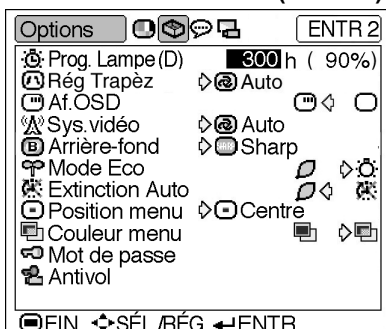 Options ENTR 2
Prog. Lampe(D) 300 h ( 90%)
Rég Trapèz Auto
Af.OSD
Sys.vidéo Auto
Arrière-fond Sharp
Mode Eco
Extinction Auto
Position menu Centre
Couleur menu
Mot de passe
Antivol
FIN SÉL./RÉG ENTR